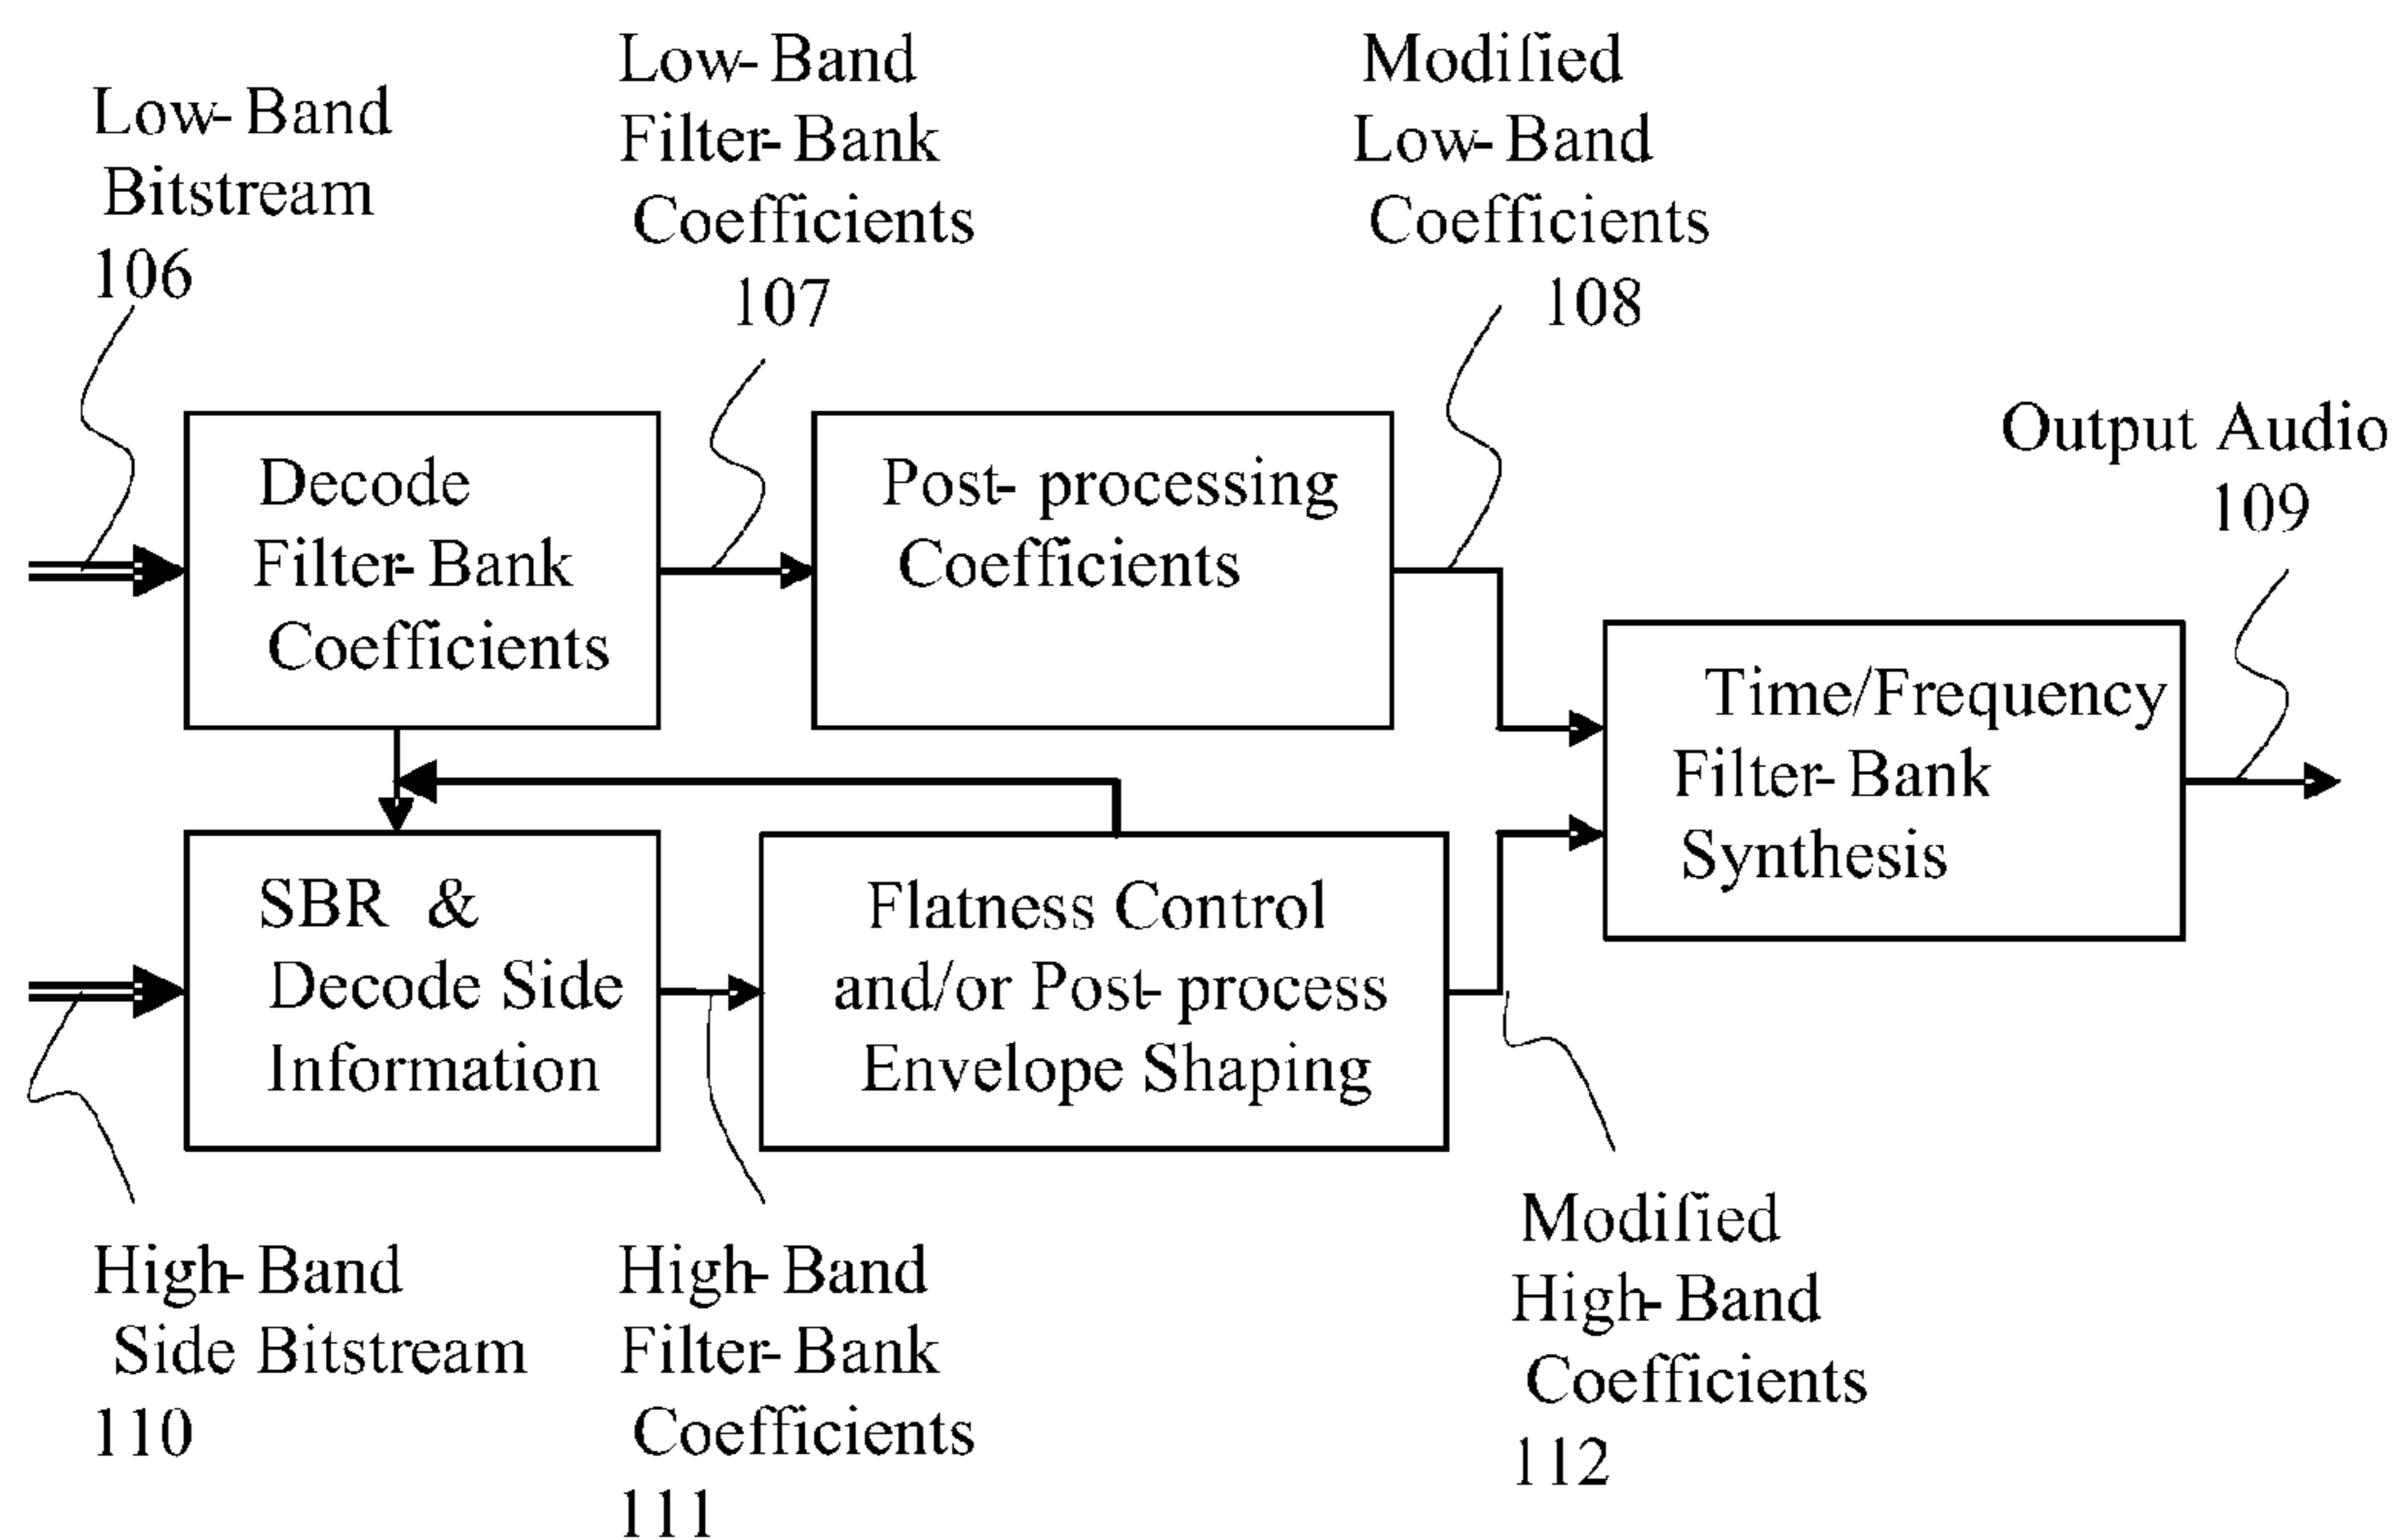 Low-Band
Bitstream
106
Low-Band
Filter-Bank
Coefficients
107
Modified
Low-Band
Coefficients
108
Output Audio
109
Decode
Filter-Bank
Coefficients
Post-processing
Coefficients
Time/Frequency
Filter-Bank
Synthesis
SBR &
Decode Side
Information
Flatness Control
and/or Post-process
Envelope Shaping
High-Band
Side Bitstream
110
High-Band
Filter-Bank
Coefficients
111
Modified
High-Band
Coefficients
112